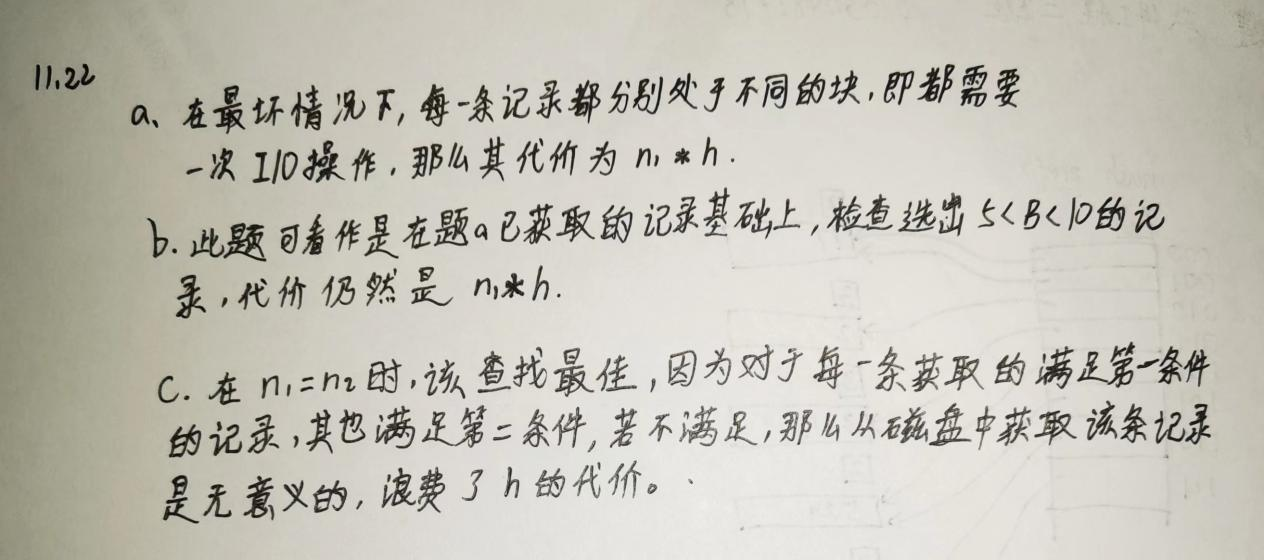 11.22
a、在最坏情况下,每一条记录都分别处于不同的块,即都需要
一次 I/O操作,那么其代价为 n₁ * h.
b. 此题可看作是在题a已获取的记录基础上,检查选出 5<B<10的记
录,代价仍然是 n₁*h.
C. 在 n₁=n₂时,该查找最佳,因为对于每一条获取的满足第一条件
的记录,其也满足第二条件,若不满足,那么从磁盘中获取该条记录
是无意义的,浪费了 h 的代价。